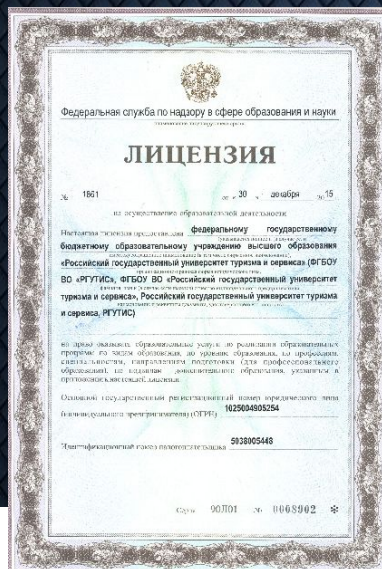 Федеральная служба по надзору в сфере образования и науки
ЛИЦЕНЗИЯ
№ 1861 от « 30 » декабря 20 15
на осуществление образовательной деятельности
Настоящая лицензия предоставлена федеральному государственному
бюджетному образовательному учреждению высшего образования
«Российский государственный университет туризма и сервиса» (ФГБОУ
ВО «РГУТИС», ФГБОУ ВО «Российский государственный университет
туризма и сервиса», Российский государственный университет туризма
и сервиса, РГУТИС)
на право оказывать образовательные услуги по реализации образовательных
программ по видам образования, по уровням образования, по профессиям,
специальностям, направлениям подготовки (для профессионального
образования), по подвидам дополнительного образования, указанным в
приложении к настоящей лицензии
Основной государственный регистрационный номер юридического лица
(индивидуального предпринимателя) (ОГРН) 1025004905254
Идентификационный номер налогоплательщика 5038005448
Серия 90Л01 № 0008902 *